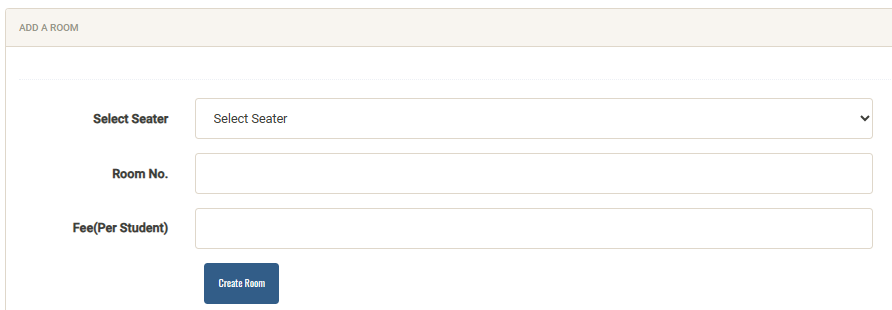 ADD A ROOM
Select Seater
Select Seater
Room No.
Fee(Per Student)
Create Room